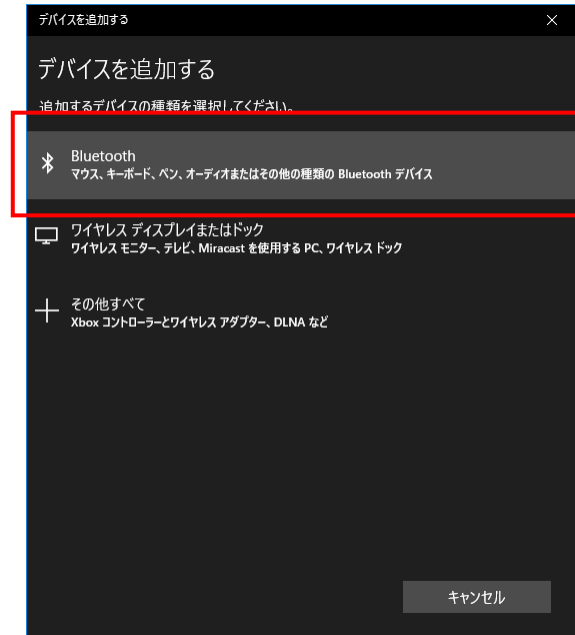 デバイスを追加する
デバイスを追加する
追加するデバイスの種類を選択してください。
Bluetooth
マウス、キーボード、ペン、オーディオまたはその他の種類の Bluetooth デバイス
ワイヤレス ディスプレイまたはドック
ワイヤレス モニター、テレビ、Miracast を使用する PC、ワイヤレス ドック
その他すべて
Xbox コントローラーとワイヤレス アダプター、DLNA など
キャンセル